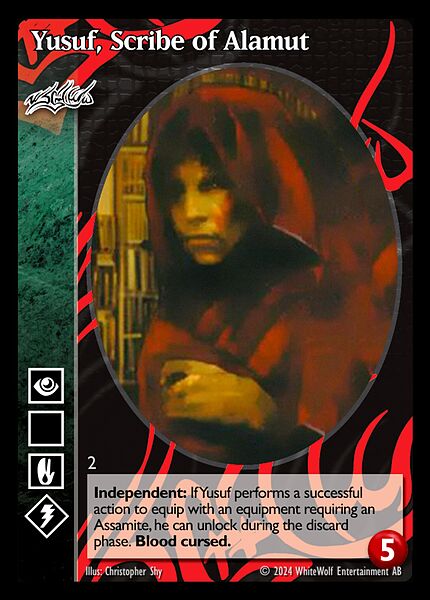 Yusuf, Scribe of Alamut
2
Independent: If Yusuf performs a successful
action to equip with an equipment requiring an
Assamite, he can unlock during the discard
phase. Blood cursed.
5
Illus: Christopher Shy
© 2024 WhiteWolf Entertainment AB